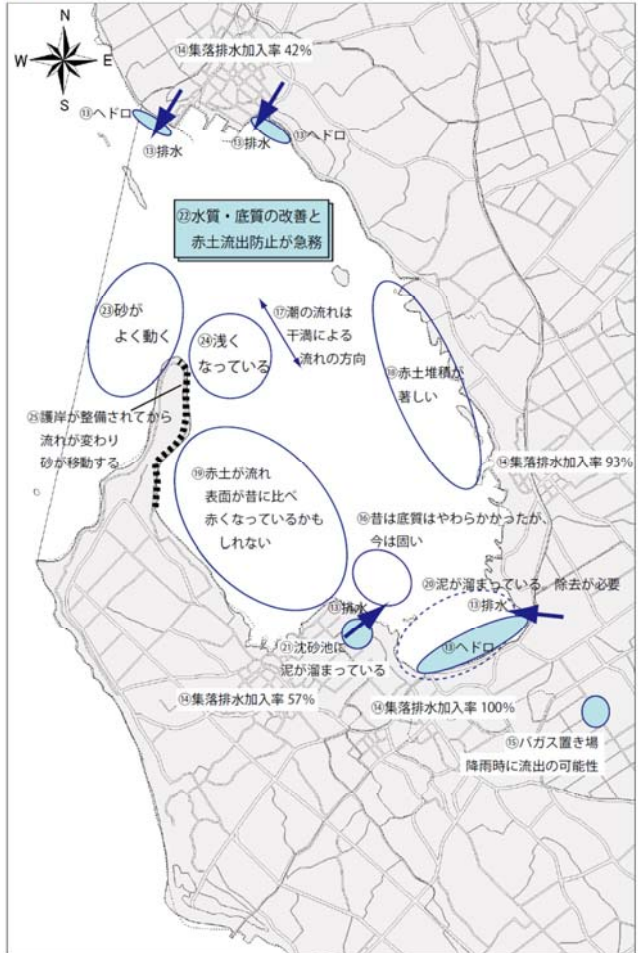 N
W
E
S
⑭集落排水加入率 42%
⑬ヘドロ
⑬排水
⑬排水
⑬ヘドロ
㉒水質・底質の改善と
赤土流出防止が急務
㉓砂が
よく動く
㉔浅く
なっている
⑰潮の流れは
干満による
流れの方向
⑱赤土堆積が
著しい
㉕護岸が整備されてから
流れが変わり
砂が移動する
⑲赤土が流れ
表面が昔に比べ
赤くなっているかも
しれない
⑭集落排水加入率 93%
⑯昔は底質はやわらかかったが、
今は固い
⑳泥が溜まっている。除去が必要
⑬排水
⑬排水
⑬ヘドロ
㉑沈砂池に
泥が溜まっている
⑭集落排水加入率 57%
⑭集落排水加入率 100%
⑮バガス置き場
降雨時に流出の可能性